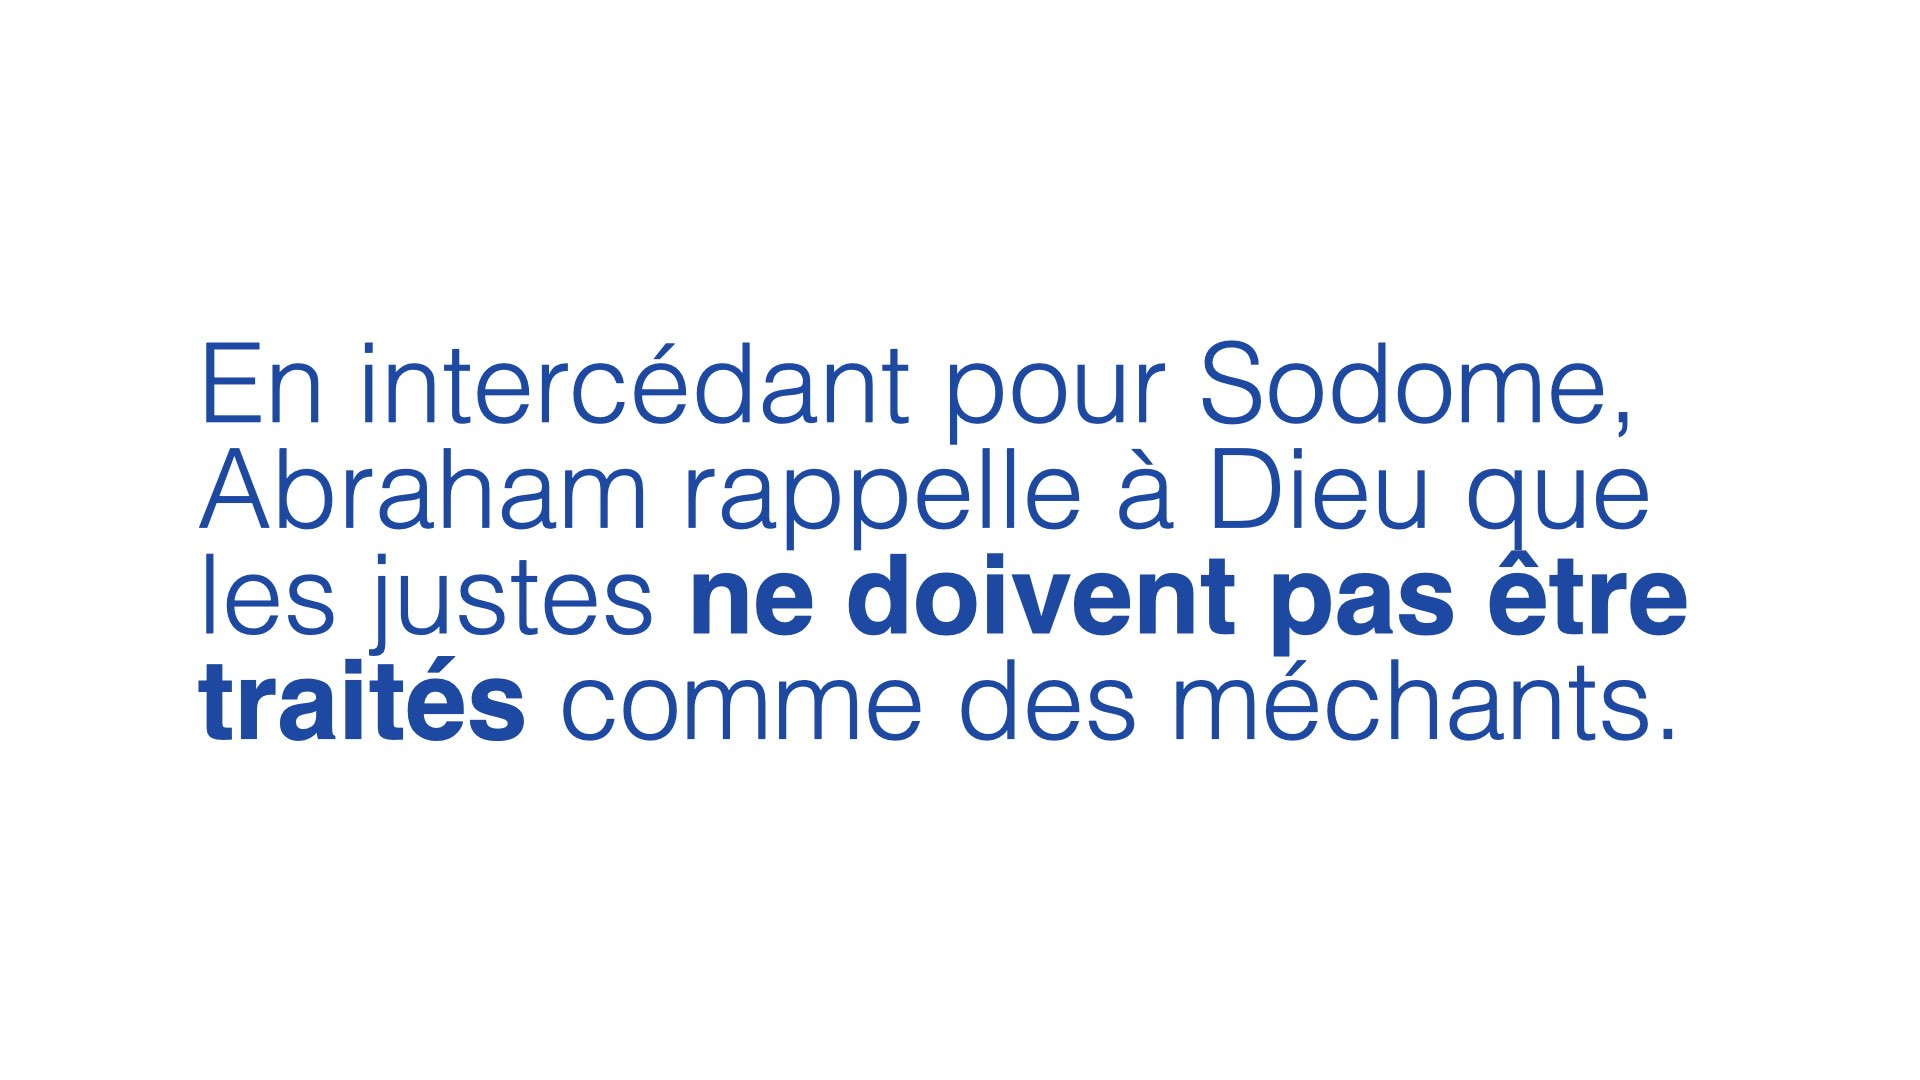 En intercédant pour Sodome,
Abraham rappelle à Dieu que
les justes ne doivent pas être
traités comme des méchants.